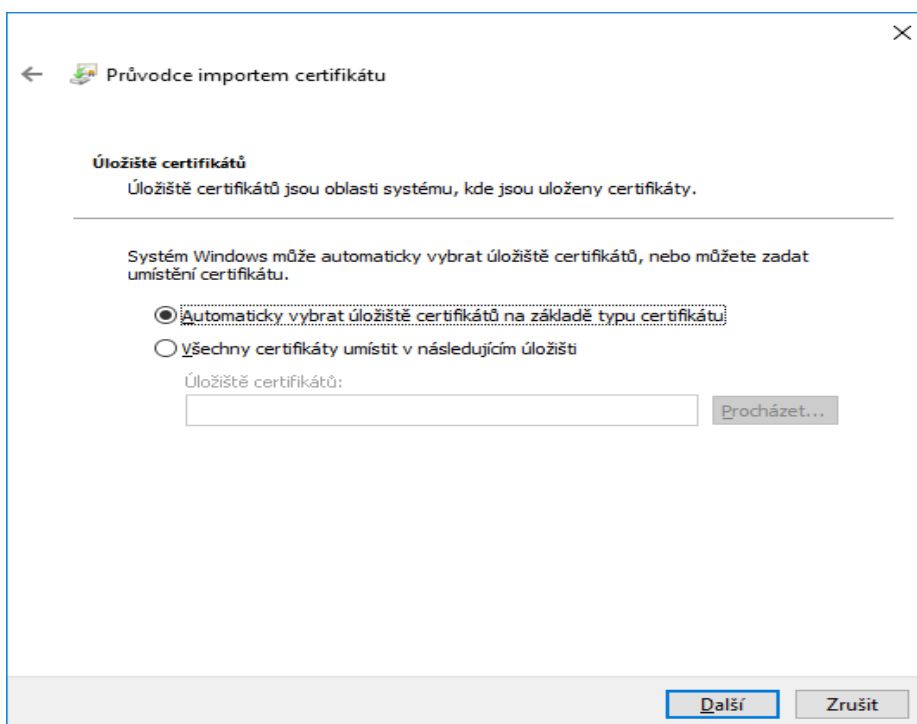 Průvodce importem certifikátu
Úložiště certifikátů
Úložiště certifikátů jsou oblasti systému, kde jsou uloženy certifikáty.
Systém Windows může automaticky vybrat úložiště certifikátů, nebo můžete zadat
umístění certifikátu.
Automaticky vybrat úložiště certifikátů na základě typu certifikátu
Všechny certifikáty umístit v následujícím úložišti
Úložiště certifikátů:
Procházet...
Další
Zrušit